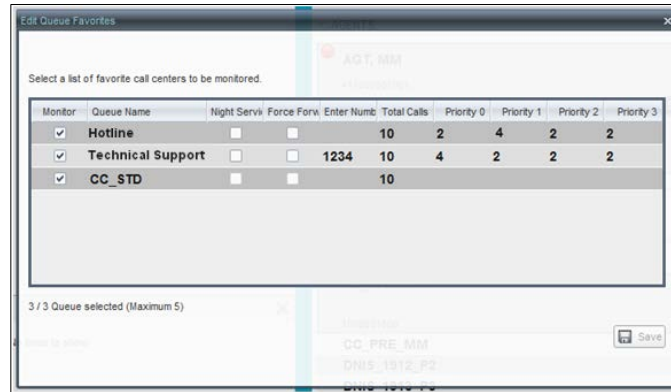 Edit Queue Favorites
AGENTS
AGT, MM
Select a list of favorite call centers to be monitored.
Monitor Queue Name Night Servic Force Forw Enter Numb Total Calls Priority 0 Priority 1 Priority 2 Priority 3
Hotline 10 2 4 2 2
Technical Support 1234 10 4 2 2 2
CC_STD 10
3 / 3 Queue selected (Maximum 5)
Save
CC_PRE_MM
DNIS_1912_P2